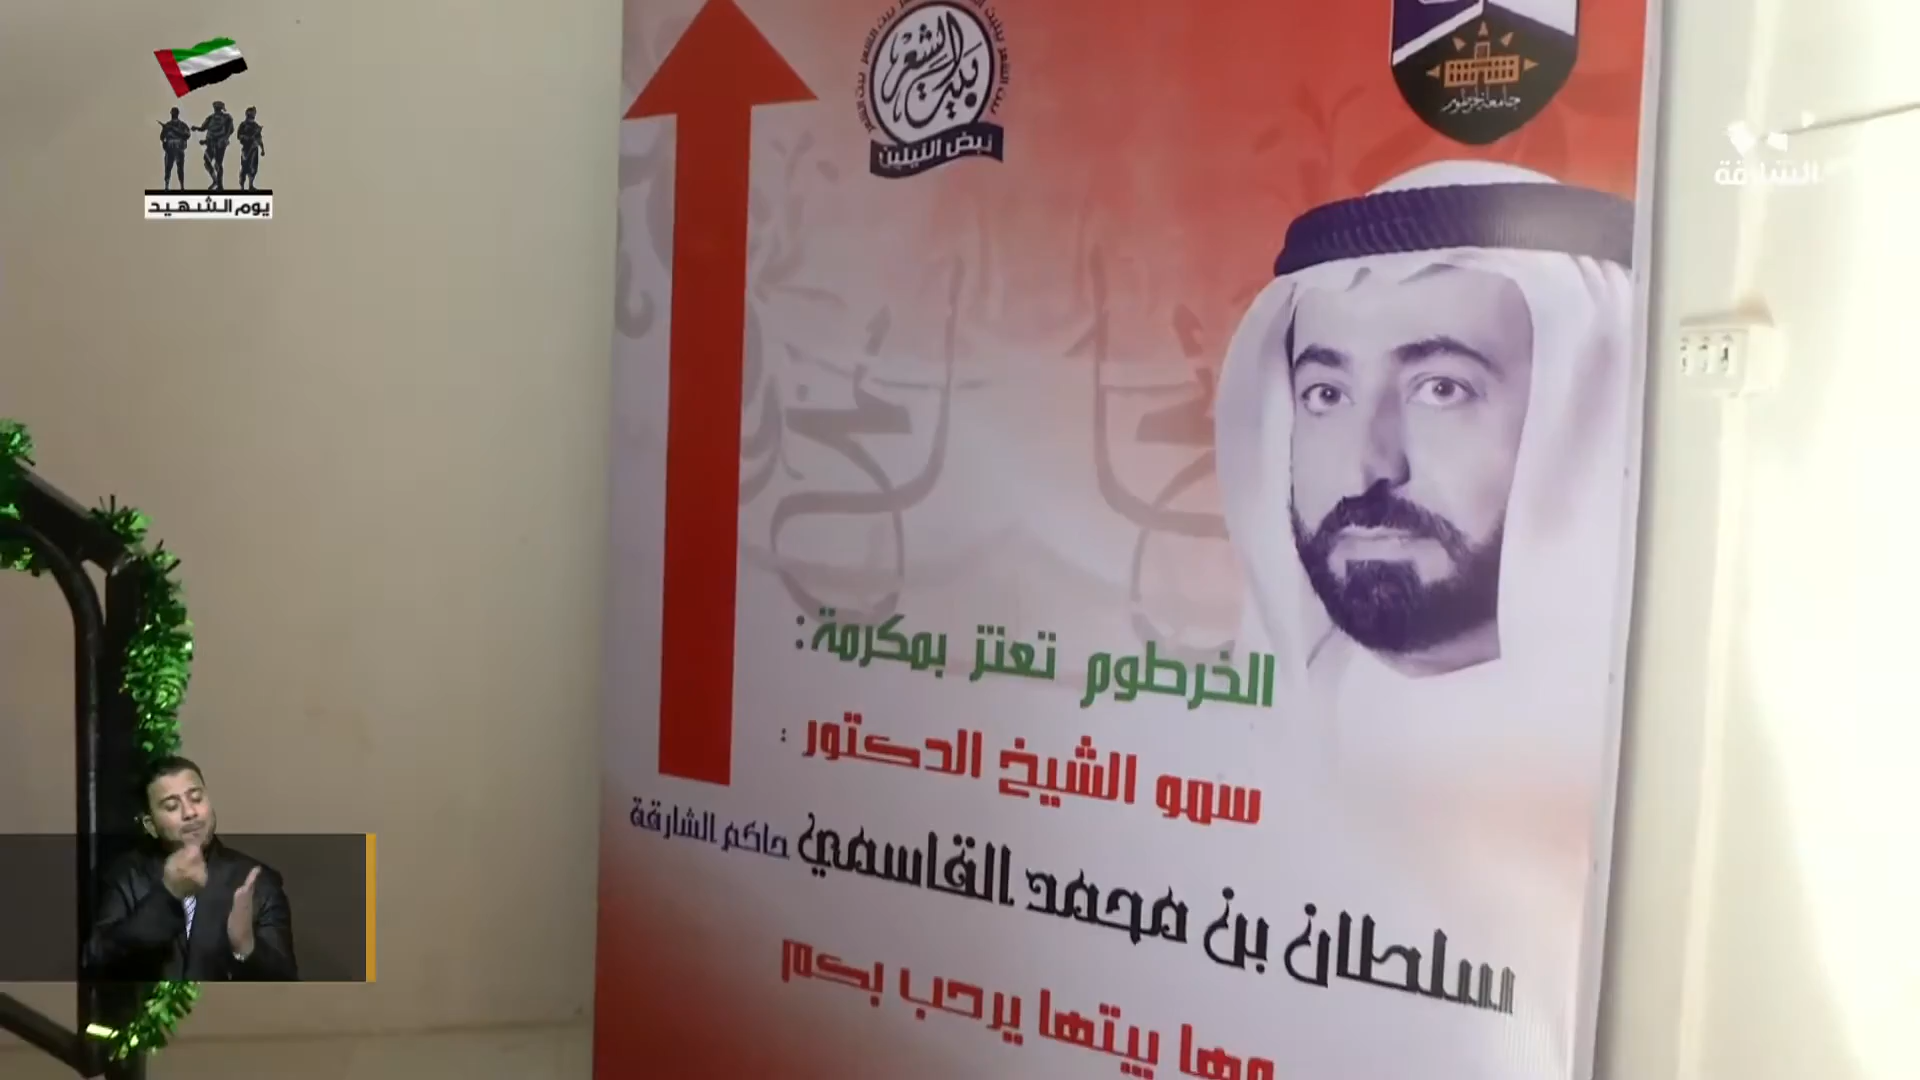 يوم الشهيد
بيت الشعر
نبض النيلين
جامعة الخرطوم
الشارقة
الخرطوم تعتز بمكرمة:
سمو الشيخ الدكتور :
سلطان بن محمد القاسمي حاكم الشارقة
وها بيتها يرحب بكم